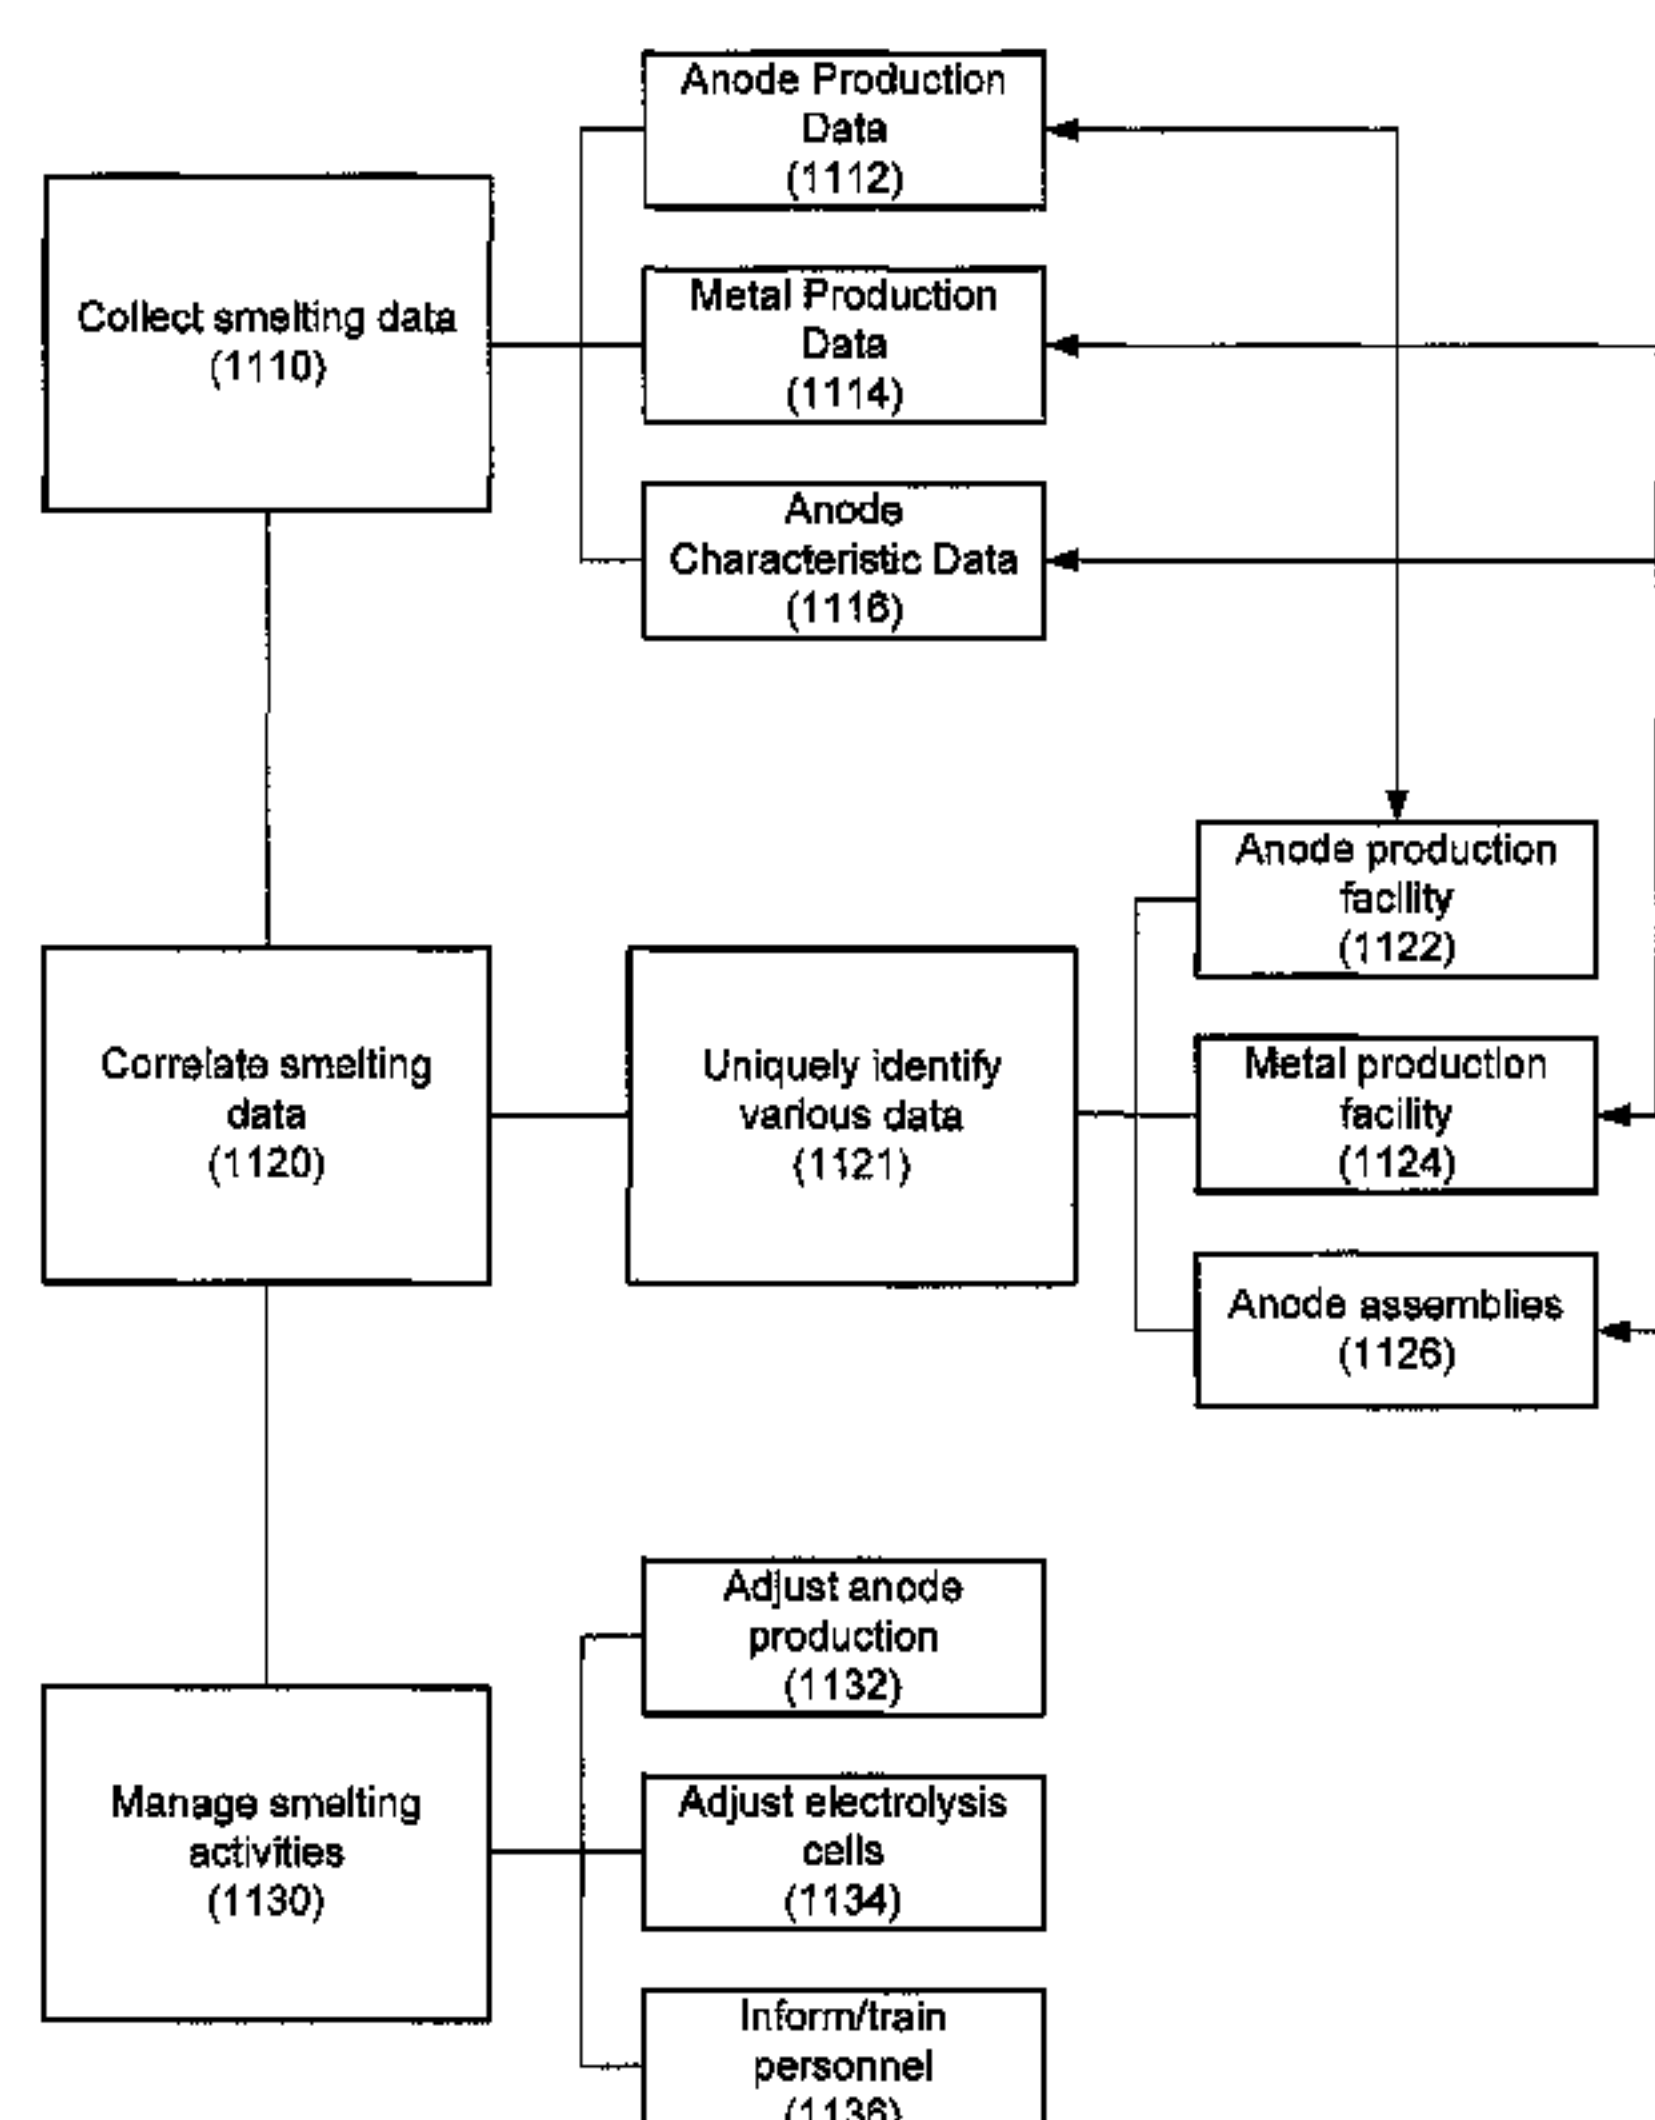 Anode Production
Data
(1112)
Collect smelting data
(1110)
Metal Production
Data
(1114)
Anode
Characteristic Data
(1116)
Anode production
facility
(1122)
Correlate smelting
data
(1120)
Uniquely identify
various data
(1121)
Metal production
facility
(1124)
Anode assemblies
(1126)
Adjust anode
production
(1132)
Manage smelting
activities
(1130)
Adjust electrolysis
cells
(1134)
Inform/train
personnel
(1136)